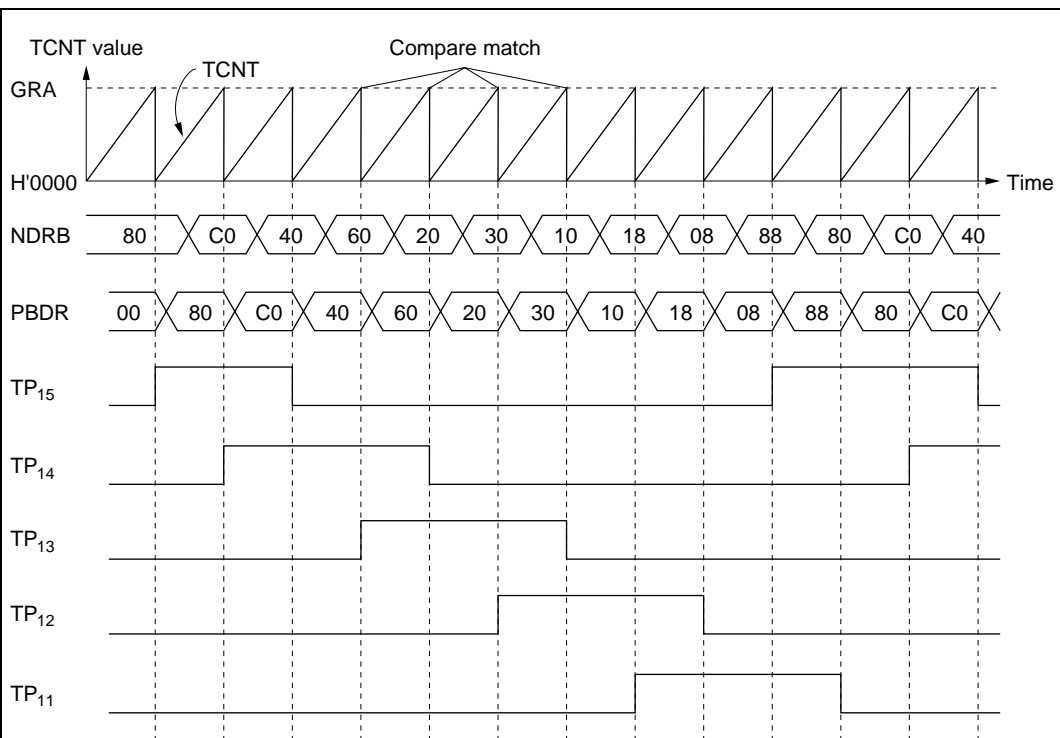 TCNT value
Compare match
TCNT
GRA
H'0000
Time
NDRB 80 C0 40 60 20 30 10 18 08 88 80 C0 40
PBDR 00 80 C0 40 60 20 30 10 18 08 88 80 C0
TP15
TP14
TP13
TP12
TP11